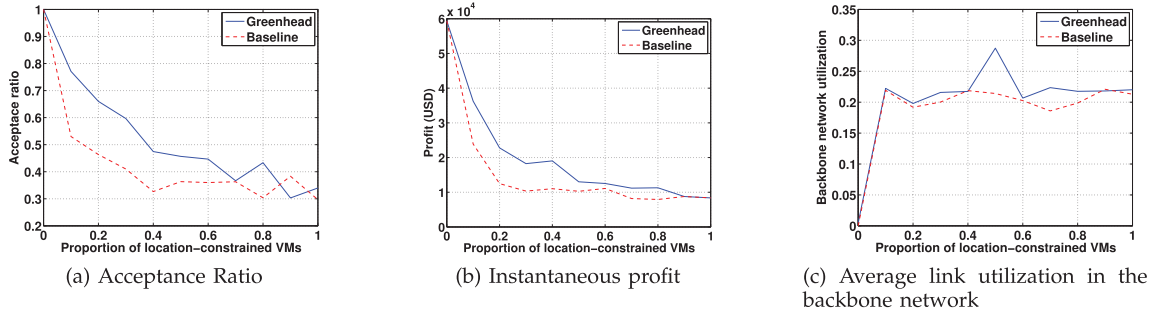 Greenhead
Baseline
1
0.9
0.8
0.7
0.6
0.5
0.4
0.3
0.2
Acceptace ratio
0 0.2 0.4 0.6 0.8 1
Proportion of location−constrained VMs
(a) Acceptance Ratio
x 10⁴
Greenhead
Baseline
6
5
4
3
2
1
0
Profit (USD)
0 0.2 0.4 0.6 0.8 1
Proportion of location−constrained VMs
(b) Instantaneous profit
Greenhead
Baseline
0.35
0.3
0.25
0.2
0.15
0.1
0.05
0
Backbone network utilization
0 0.2 0.4 0.6 0.8 1
Proportion of location−constrained VMs
(c) Average link utilization in the
backbone network